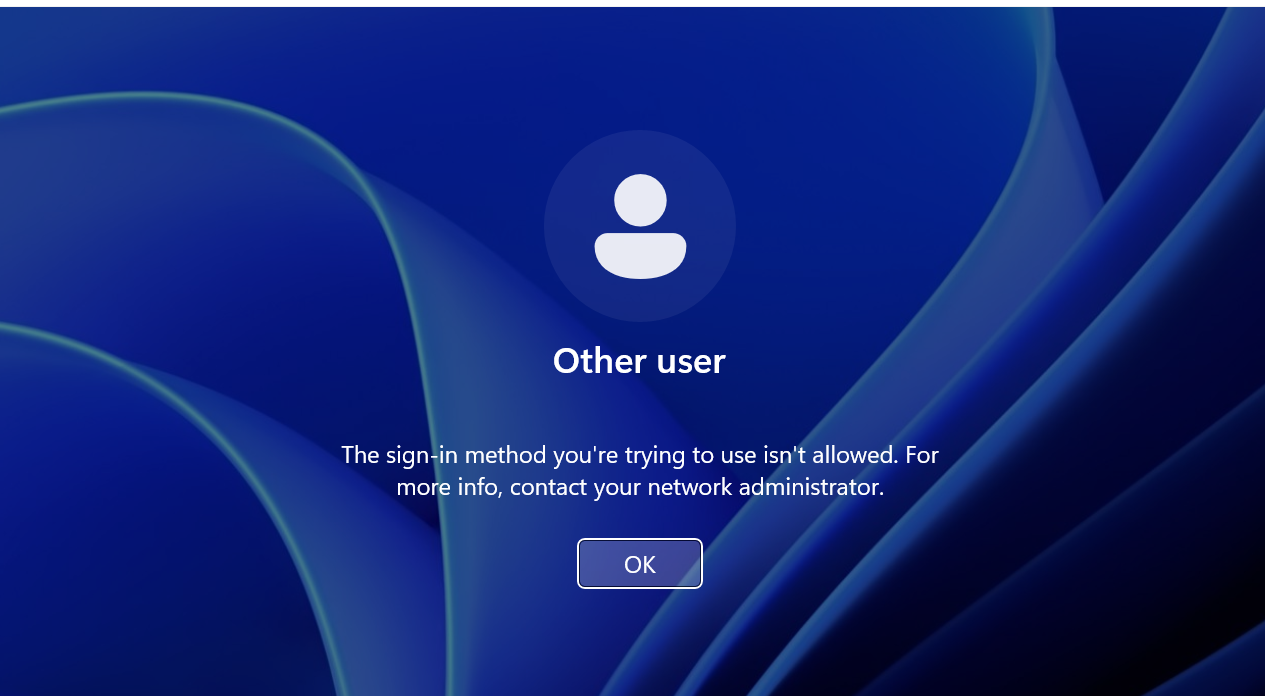 Other user
The sign-in method you're trying to use isn't allowed. For
more info, contact your network administrator.
OK